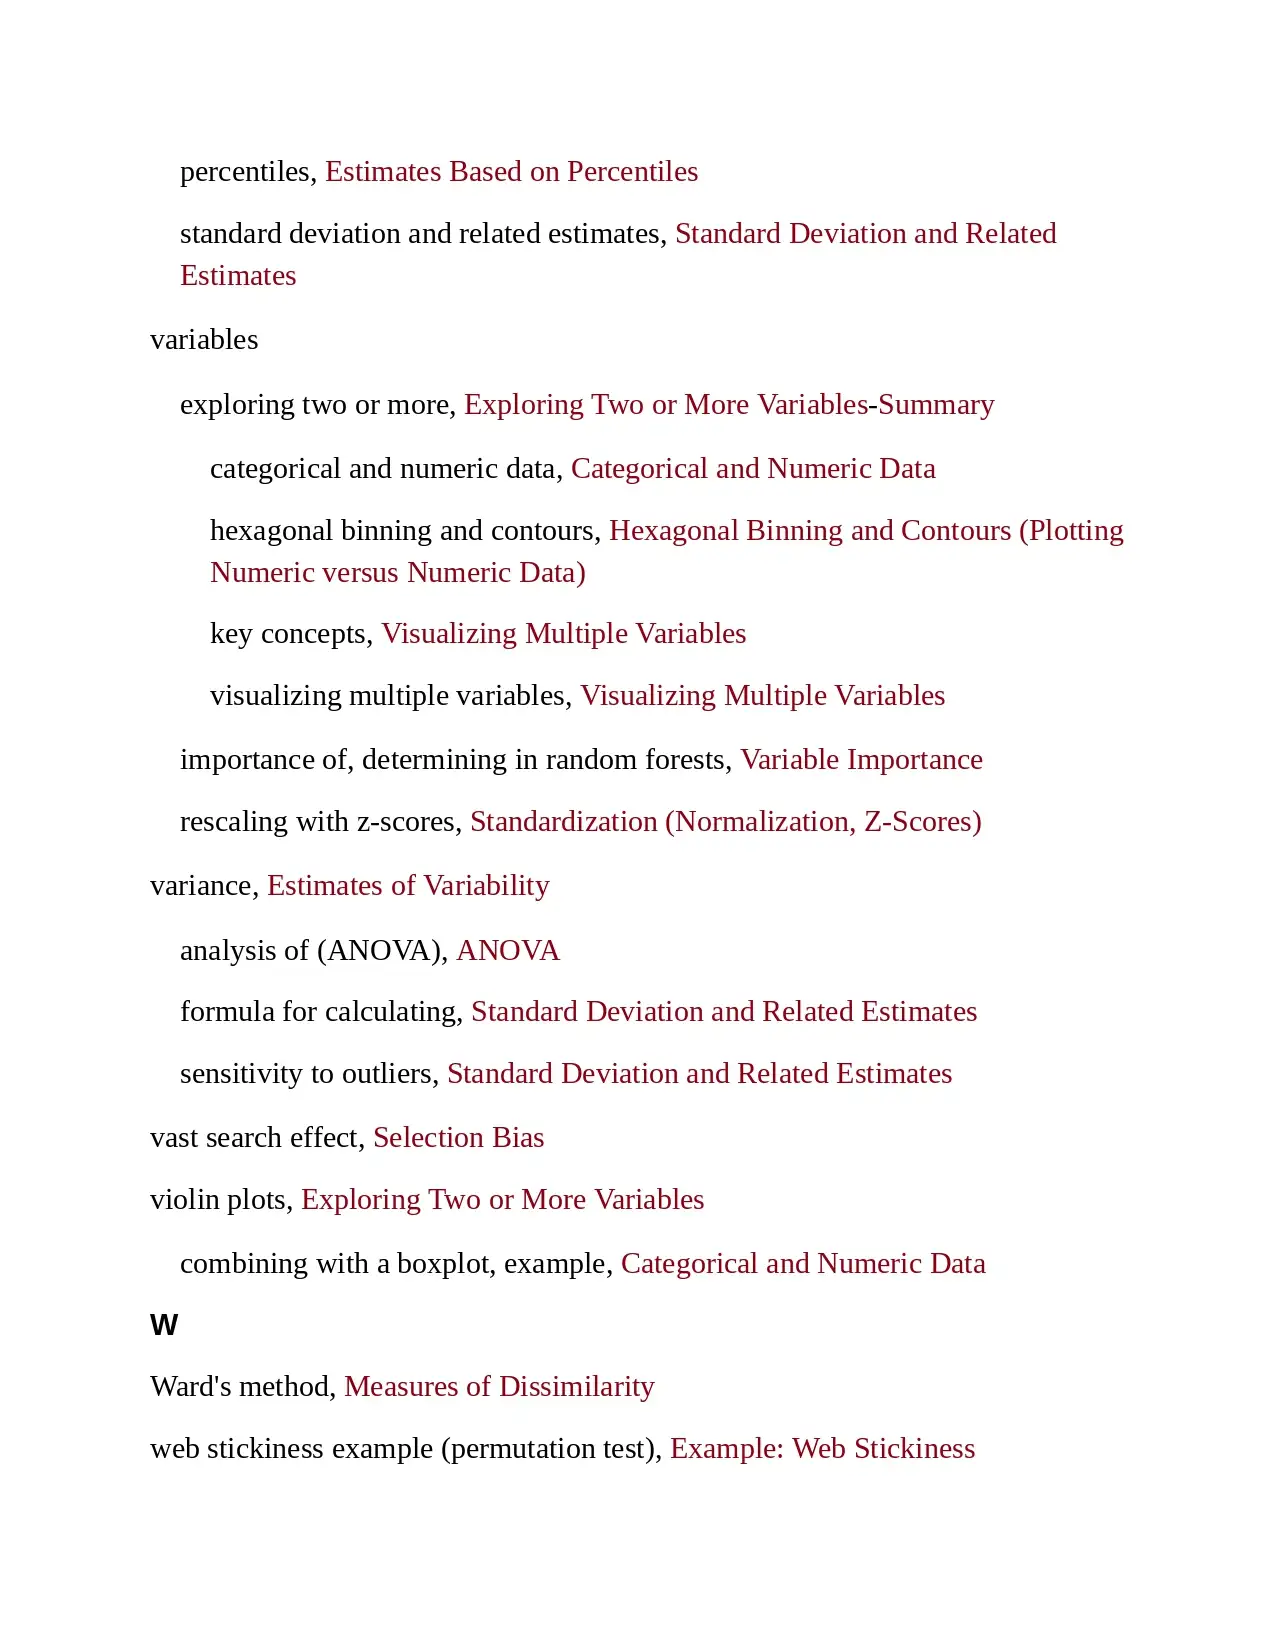 percentiles, Estimates Based on Percentiles
standard deviation and related estimates, Standard Deviation and Related
Estimates
variables
exploring two or more, Exploring Two or More Variables-Summary
categorical and numeric data, Categorical and Numeric Data
hexagonal binning and contours, Hexagonal Binning and Contours (Plotting
Numeric versus Numeric Data)
key concepts, Visualizing Multiple Variables
visualizing multiple variables, Visualizing Multiple Variables
importance of, determining in random forests, Variable Importance
rescaling with z-scores, Standardization (Normalization, Z-Scores)
variance, Estimates of Variability
analysis of (ANOVA), ANOVA
formula for calculating, Standard Deviation and Related Estimates
sensitivity to outliers, Standard Deviation and Related Estimates
vast search effect, Selection Bias
violin plots, Exploring Two or More Variables
combining with a boxplot, example, Categorical and Numeric Data
W
Ward's method, Measures of Dissimilarity
web stickiness example (permutation test), Example: Web Stickiness